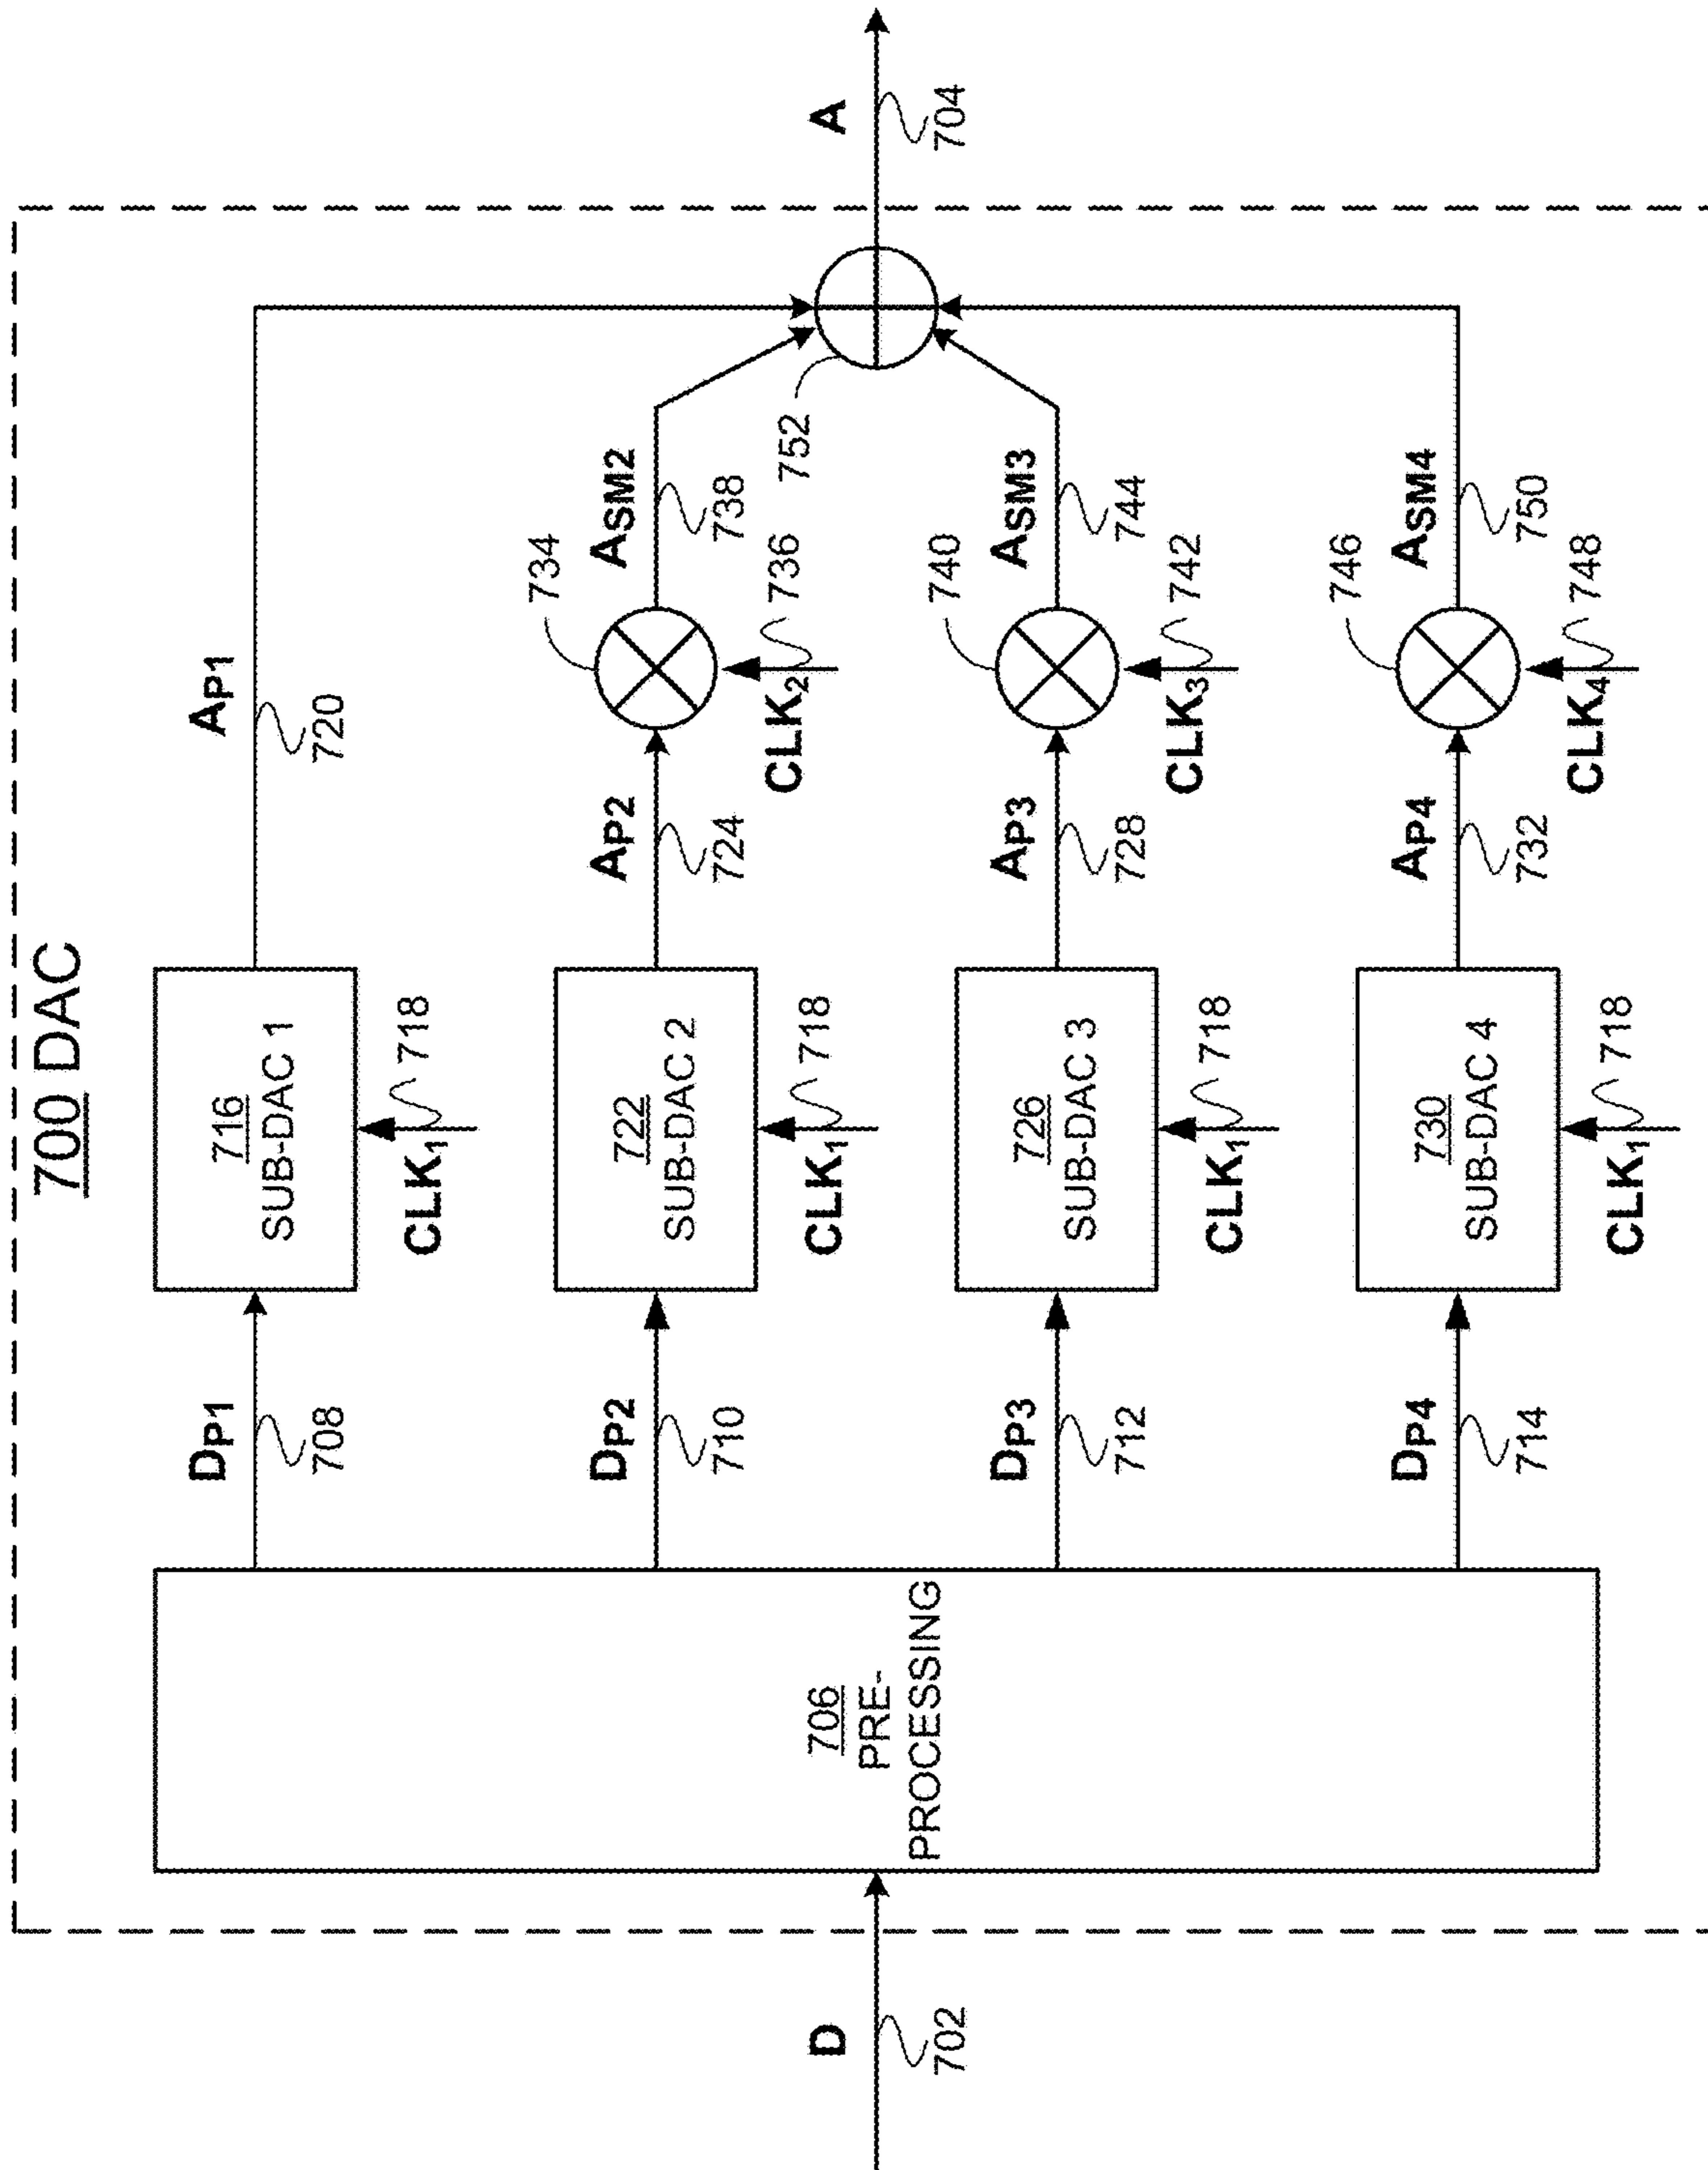 700 DAC
D
702
706
PRE-
PROCESSING
DP1
708
716
SUB-DAC 1
CLK1
718
AP1
720
DP2
710
722
SUB-DAC 2
CLK1
718
AP2
724
734
CLK2
736
ASM2
738
DP3
712
726
SUB-DAC 3
CLK1
718
AP3
728
740
CLK3
742
ASM3
744
DP4
714
730
SUB-DAC 4
CLK1
718
AP4
732
746
CLK4
748
ASM4
750
752
A
704